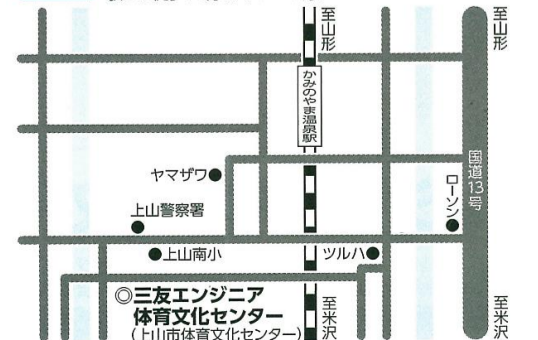 至山形
至山形
かみのやま温泉駅
国道13号
ヤマザワ
ローソン
上山警察署
上山南小
ツルハ
◎三友エンジニア
体育文化センター
(上山市体育文化センター)
至米沢
至米沢